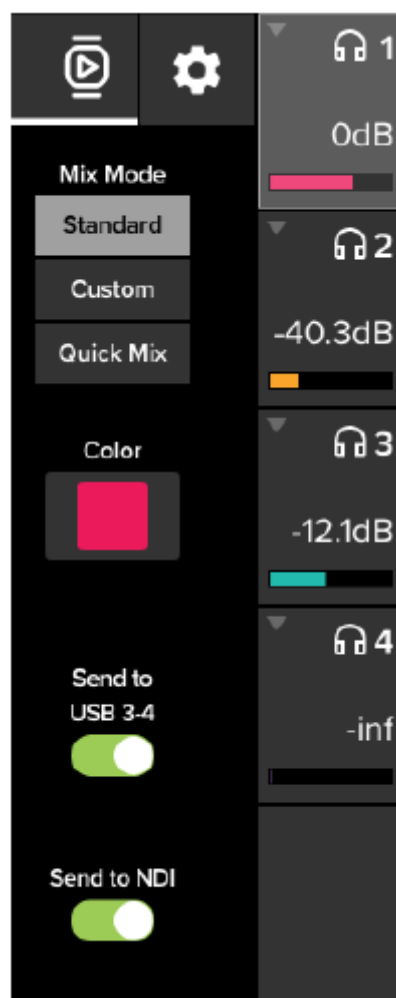 Mix Mode
Standard
Custom
Quick Mix
Color
Send to
USB 3-4
Send to NDI
1
0dB
2
-40.3dB
3
-12.1dB
4
-inf